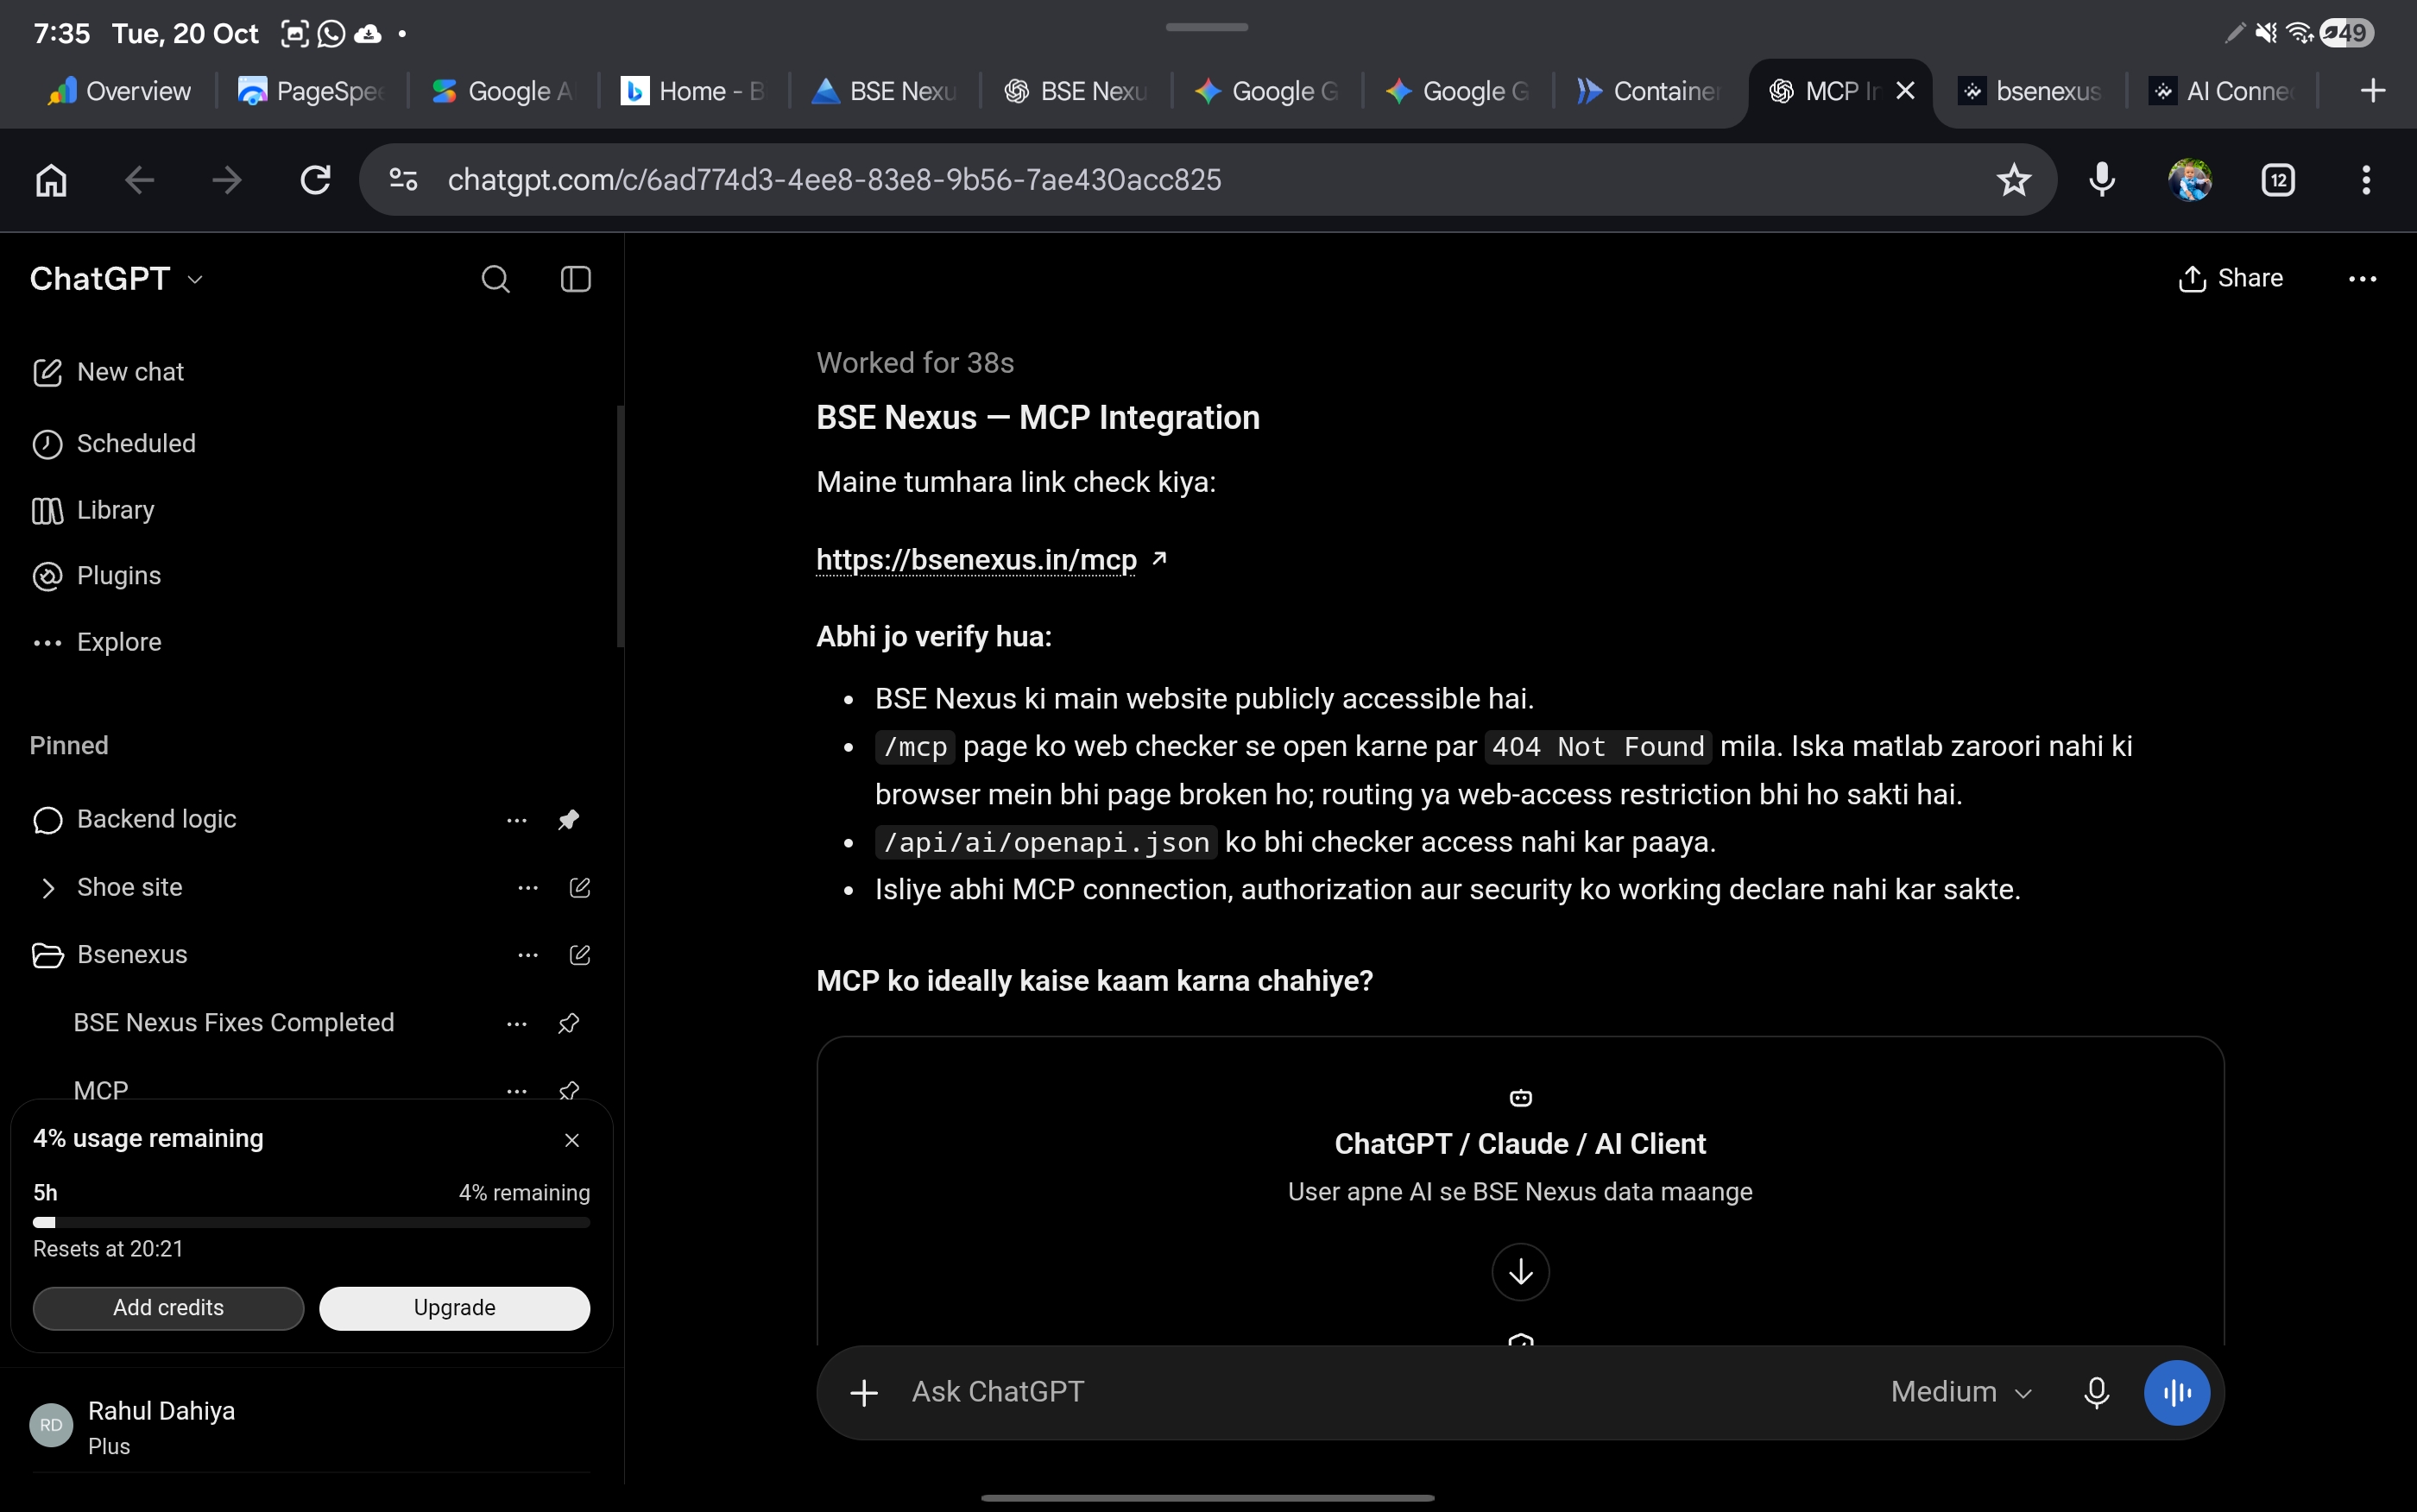 7:35 Tue, 20 Oct
49
Overview
PageSpee
Google A
Home - B
BSE Nexu
BSE Nexu
Google G
Google G
Container
MCP In
bsenexus
AI Connec
chatgpt.com/c/6ad774d3-4ee8-83e8-9b56-7ae430acc825
12
ChatGPT
Share
New chat
Scheduled
Library
Plugins
Explore
Pinned
Backend logic
Shoe site
Bsenexus
BSE Nexus Fixes Completed
MCP
4% usage remaining
5h 4% remaining
Resets at 20:21
Add credits Upgrade
RD
Rahul Dahiya
Plus
Worked for 38s
BSE Nexus — MCP Integration
Maine tumhara link check kiya:
https://bsenexus.in/mcp
Abhi jo verify hua:
BSE Nexus ki main website publicly accessible hai.
/mcp page ko web checker se open karne par 404 Not Found mila. Iska matlab zaroori nahi ki
browser mein bhi page broken ho; routing ya web-access restriction bhi ho sakti hai.
/api/ai/openapi.json ko bhi checker access nahi kar paaya.
Isliye abhi MCP connection, authorization aur security ko working declare nahi kar sakte.
MCP ko ideally kaise kaam karna chahiye?
ChatGPT / Claude / AI Client
User apne AI se BSE Nexus data maange
Ask ChatGPT
Medium